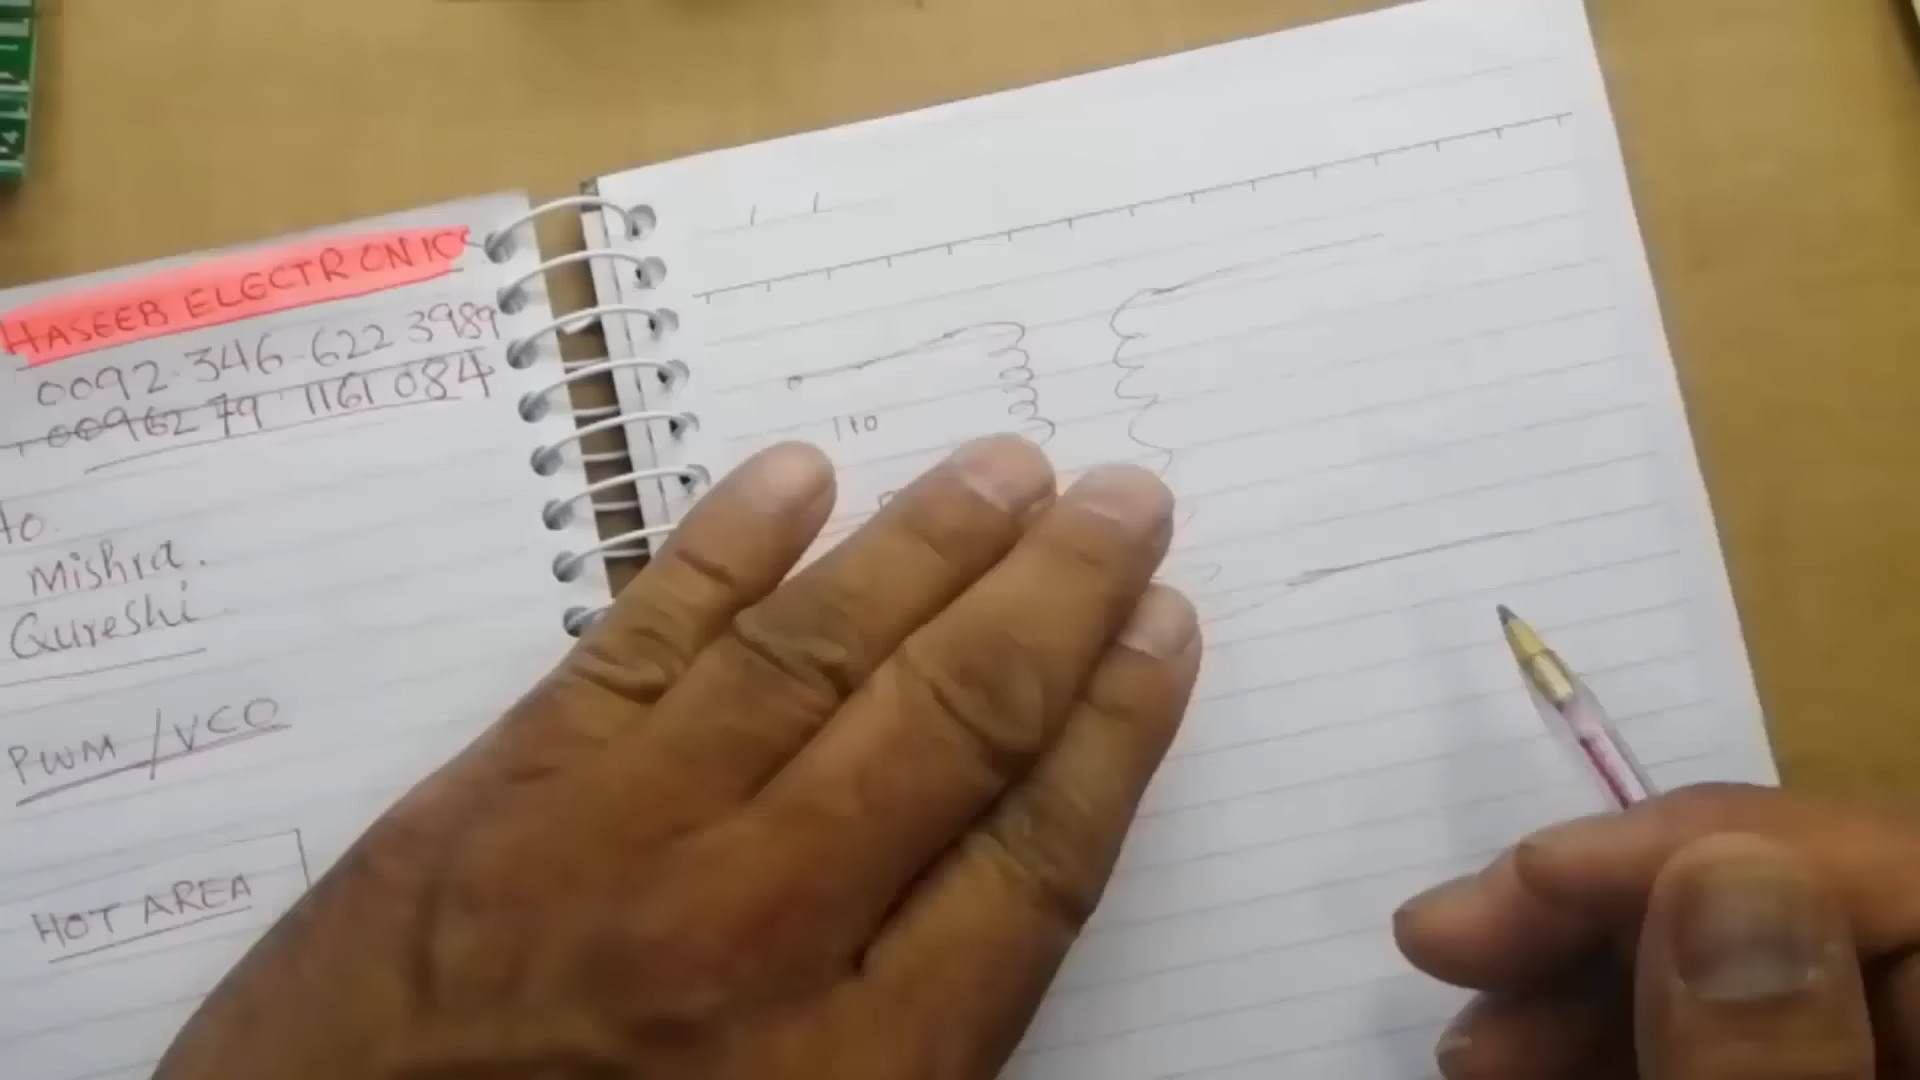 HASEEB ELECTRONICS
0092-346-622 3989
00962 79 1161 084
to.
Mishra.
Qureshi
PWM / VCO
HOT AREA
110